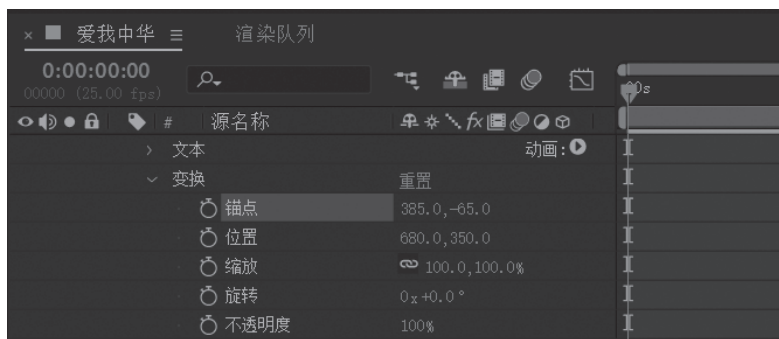 × 爱我中华 ≡ 渲染队列
0:00:00:00
00000 (25.00 fps)
00s
# 源名称 fx
文本 动画:
变换 重置
锚点 385.0,-65.0
位置 680.0,350.0
缩放 100.0,100.0%
旋转 0x+0.0°
不透明度 100%